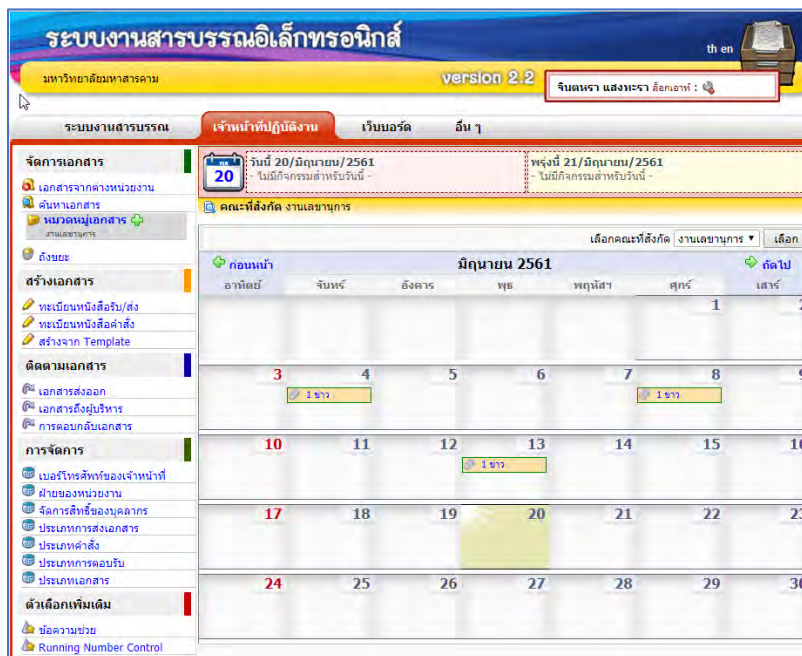 ระบบงานสารบรรณอิเล็กทรอนิกส์
th en
มหาวิทยาลัยมหาสารคาม
version 2.2
จินตหรา แสงทะรา ล็อกเอาท์ :
ระบบงานสารบรรณ
เจ้าหน้าที่ปฏิบัติงาน
เว็บบอร์ด
อื่น ๆ
จัดการเอกสาร
เอกสารจากต่างหน่วยงาน
ค้นหาเอกสาร
หมวดหมู่เอกสาร
งานเลขานุการ
ถังขยะ
สร้างเอกสาร
ทะเบียนหนังสือรับ/ส่ง
ทะเบียนหนังสือคำสั่ง
สร้างจาก Template
ติดตามเอกสาร
เอกสารส่งออก
เอกสารถึงผู้บริหาร
การตอบกลับเอกสาร
การจัดการ
เบอร์โทรศัพท์ของเจ้าหน้าที่
ฝ่ายของหน่วยงาน
จัดการสิทธิ์ของบุคลากร
ประเภทการส่งเอกสาร
ประเภทคำสั่ง
ประเภทการตอบรับ
ประเภทเอกสาร
ตัวเลือกเพิ่มเติม
ข้อความช่วย
Running Number Control
20
วันนี้ 20/มิถุนายน/2561
- ไม่มีกิจกรรมสำหรับวันนี้ -
พรุ่งนี้ 21/มิถุนายน/2561
- ไม่มีกิจกรรมสำหรับวันนี้ -
คณะที่สังกัด งานเลขานุการ
เลือกคณะที่สังกัด งานเลขานุการ ▼ เลือก
ก่อนหน้า มิถุนายน 2561 ถัดไป
อาทิตย์ จันทร์ อังคาร พุธ พฤหัสฯ ศุกร์ เสาร์
1 2
3 4 5 6 7 8 9
1 ข่าว 1 ข่าว
10 11 12 13 14 15 16
1 ข่าว
17 18 19 20 21 22 23
24 25 26 27 28 29 30